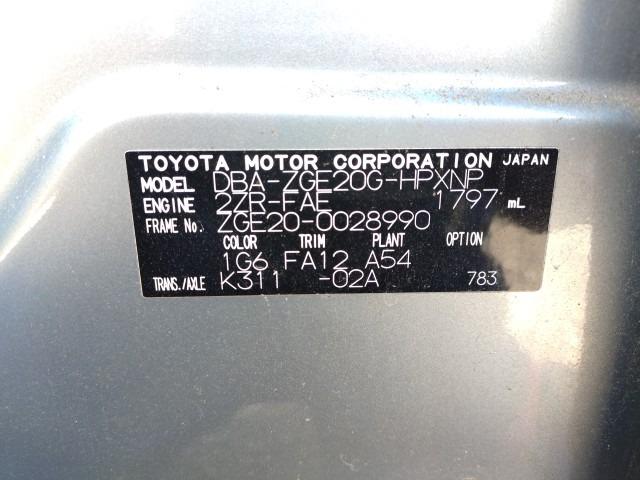 TOYOTA MOTOR CORPORATION JAPAN
MODEL DBA-ZGE20G-HPXNP
ENGINE 2ZR-FAE 1797 mL
FRAME No. ZGE20-0028990
COLOR TRIM PLANT OPTION
1G6 FA12 A54
TRANS./AXLE K311 -02A 783